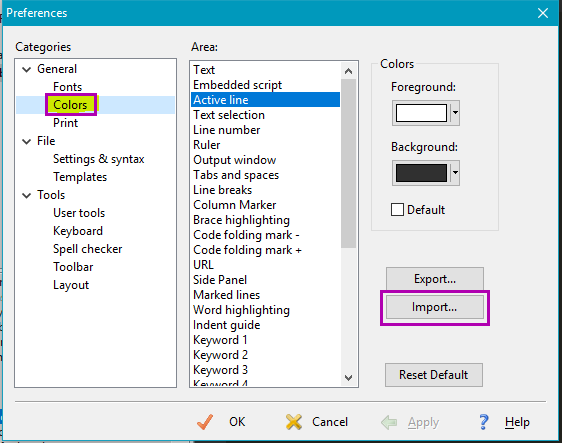 Preferences
Categories
General
Fonts
Colors
Print
File
Settings & syntax
Templates
Tools
User tools
Keyboard
Spell checker
Toolbar
Layout
Area:
Text
Embedded script
Active line
Text selection
Line number
Ruler
Output window
Tabs and spaces
Line breaks
Column Marker
Brace highlighting
Code folding mark -
Code folding mark +
URL
Side Panel
Marked lines
Word highlighting
Indent guide
Keyword 1
Keyword 2
Keyword 3
Keyword 4
Colors
Foreground:
Background:
Default
Export...
Import...
Reset Default
OK
Cancel
Apply
Help